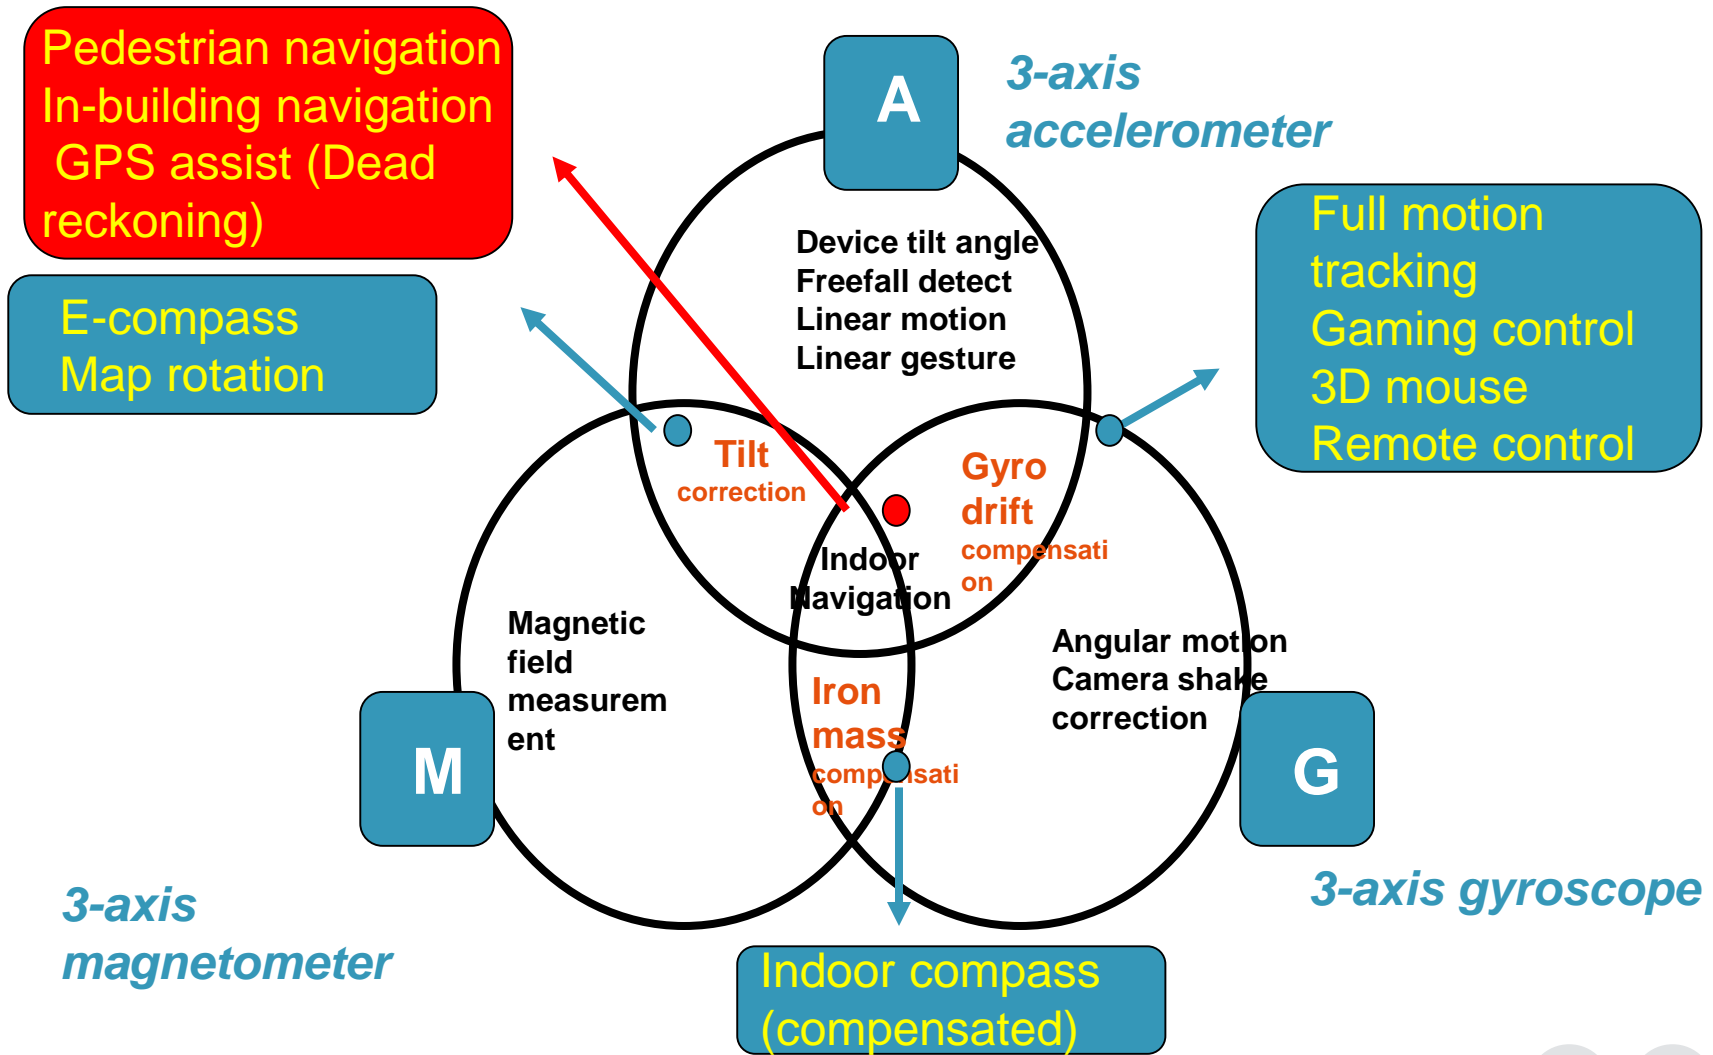 Pedestrian navigation
In-building navigation
GPS assist (Dead
reckoning)
E-compass
Map rotation
A
3-axis
accelerometer
Full motion
tracking
Gaming control
3D mouse
Remote control
Device tilt angle
Freefall detect
Linear motion
Linear gesture
Tilt
correction
Gyro
drift
compensati
on
Indoor
Navigation
Magnetic
field
measurem
ent
Angular motion
Camera shake
correction
Iron
mass
compensati
on
M
G
3-axis
magnetometer
3-axis gyroscope
Indoor compass
(compensated)